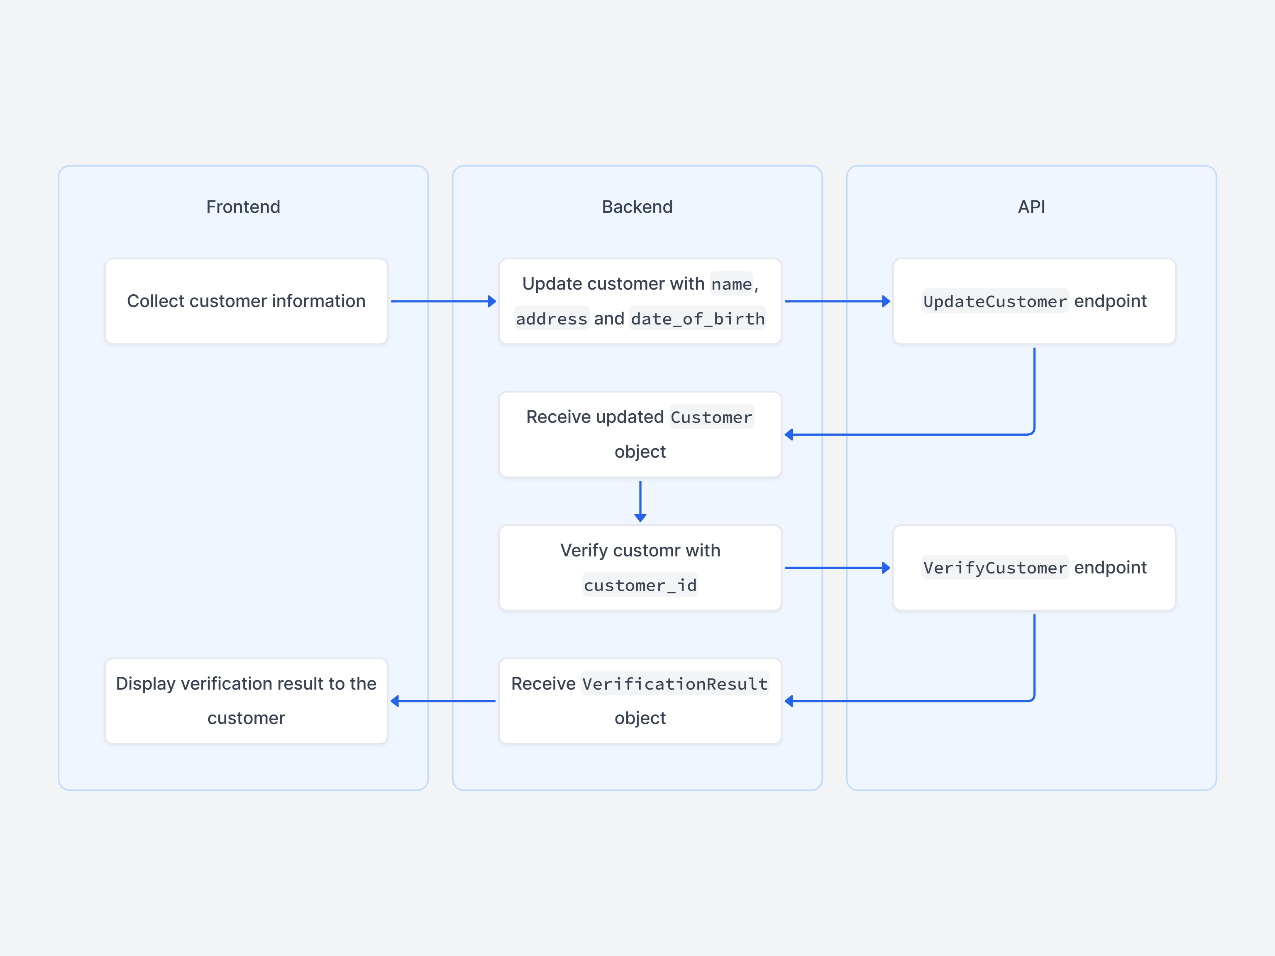 Frontend
Backend
API
Collect customer information
Update customer with name,
address and date_of_birth
UpdateCustomer endpoint
Receive updated Customer
object
Verify customr with
customer_id
VerifyCustomer endpoint
Display verification result to the
customer
Receive VerificationResult
object